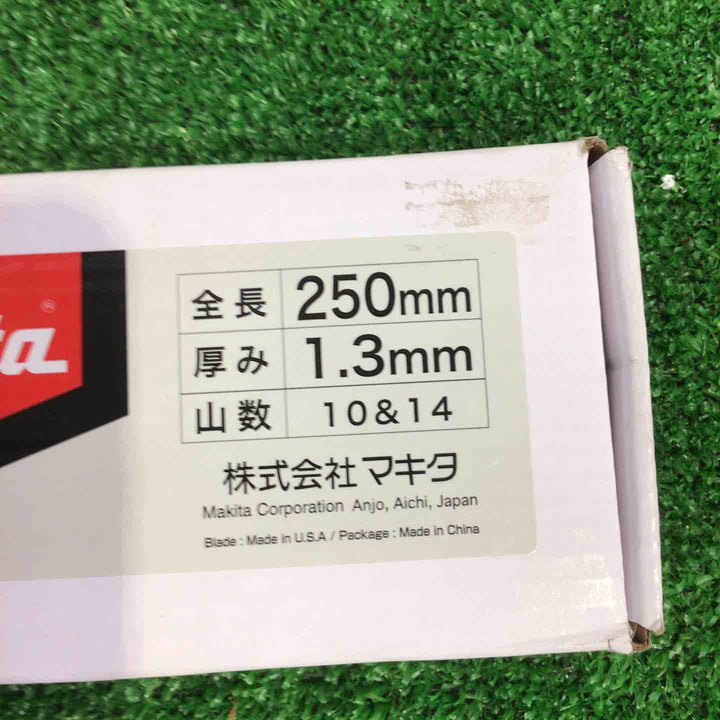 ta®
全長 250mm
厚み 1.3mm
山数 10&14
株式会社マキタ
Makita Corporation Anjo, Aichi, Japan
Blade : Made in U.S.A / Package : Made in China